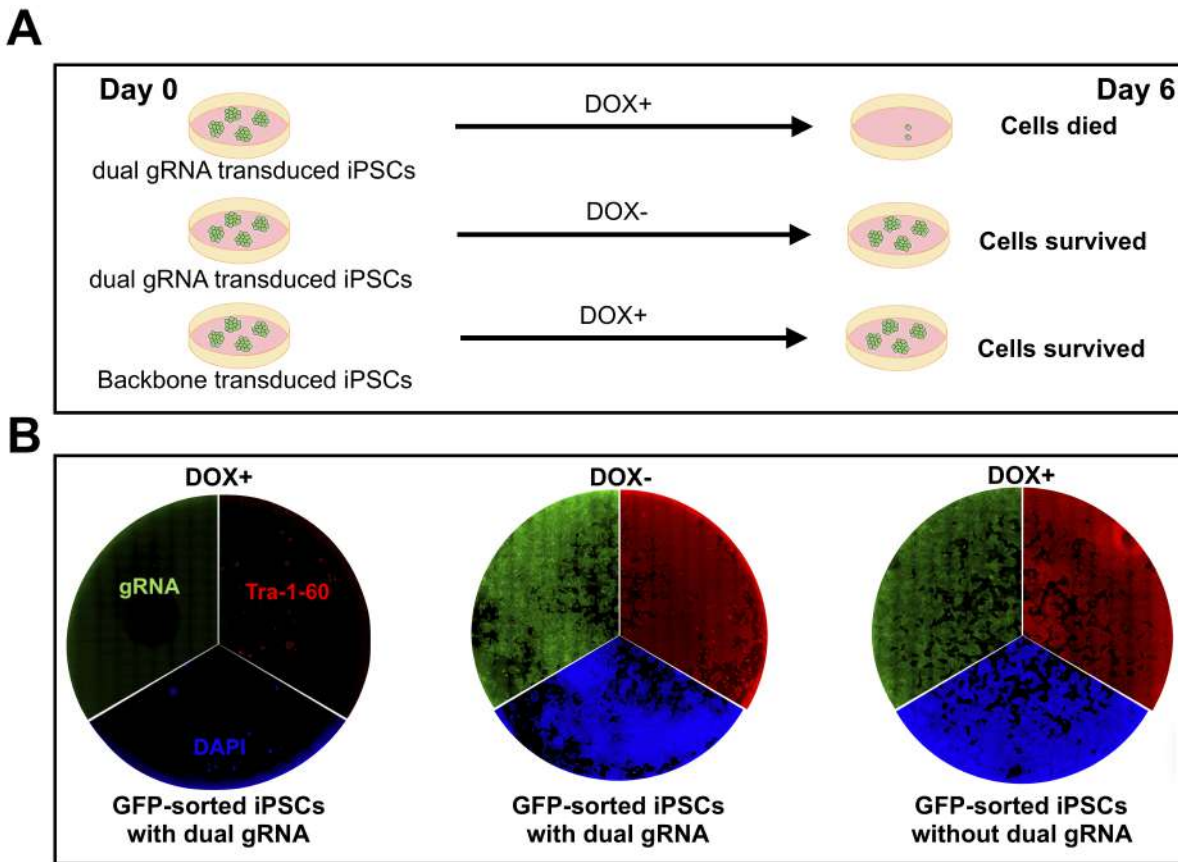 A
Day 0
DOX+
Day 6
Cells died
dual gRNA transduced iPSCs
DOX-
Cells survived
dual gRNA transduced iPSCs
DOX+
Cells survived
Backbone transduced iPSCs
B
DOX+
DOX-
DOX+
gRNA
Tra-1-60
DAPI
GFP-sorted iPSCs
with dual gRNA
GFP-sorted iPSCs
with dual gRNA
GFP-sorted iPSCs
without dual gRNA